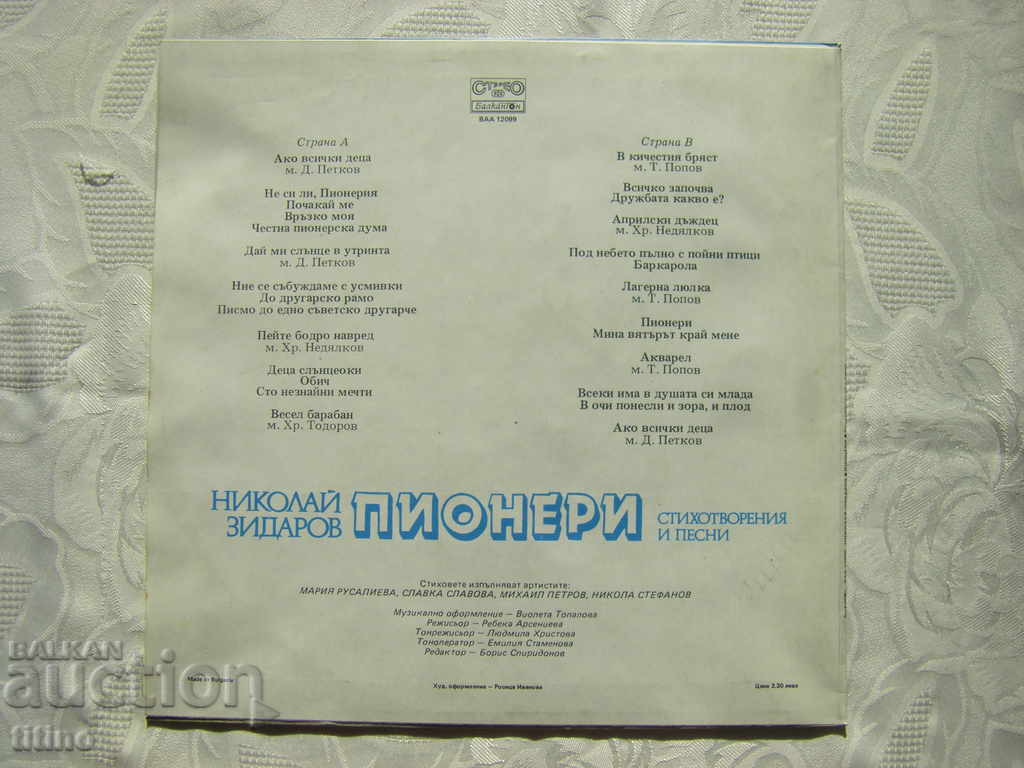 СТЕРЕО
Балкантон
ВАА 12099
Страна А
Ако всички деца
м. Д. Петков
Не си ли, Пионерия
Почакай ме
Връзко моя
Честна пионерска дума
Дай ми слънце в утринта
м. Д. Петков
Ние се събуждаме с усмивки
До другарско рамо
Писмо до едно съветско другарче
Пейте бодро навред
м. Хр. Недялков
Деца слънцеоки
Обич
Сто незнайни мечти
Весел барабан
м. Хр. Тодоров
Страна В
В кичестия бряст
м. Т. Попов
Всичко започва
Дружбата какво е?
Априлски дъждец
м. Хр. Недялков
Под небето пълно с пойни птици
Баркарола
Лагерна люлка
м. Т. Попов
Пионери
Мина вятърът край мене
Акварел
м. Т. Попов
Всеки има в душата си млада
В очи понесли и зора, и плод
Ако всички деца
м. Д. Петков
НИКОЛАЙ
ЗИДАРОВ
ПИОНЕРИ
СТИХОТВОРЕНИЯ
И ПЕСНИ
Стиховете изпълняват артистите:
МАРИЯ РУСАЛИЕВА, СЛАВКА СЛАВОВА, МИХАИЛ ПЕТРОВ, НИКОЛА СТЕФАНОВ
Музикално оформление — Виолета Топалова
Режисьор — Ребека Арсениева
Тонрежисьор — Людмила Христова
Тоноператор — Емилия Стаменова
Редактор — Борис Спиридонов
Made in Bulgaria
Худ. оформление — Росица Иванова
Цена 2,30 лева
BALKAN
auction
titino